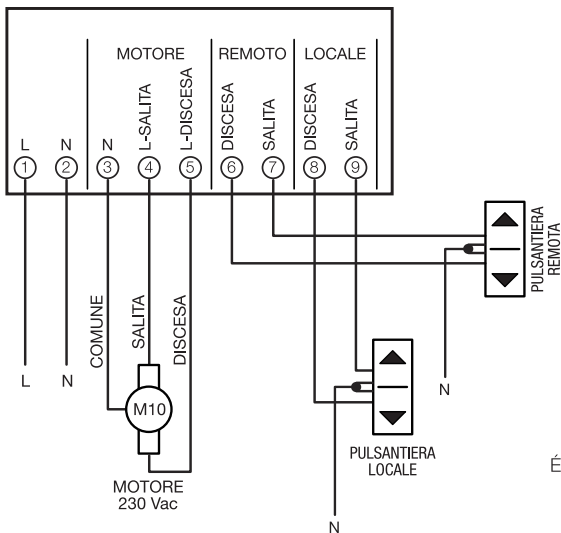 MOTORE REMOTO LOCALE
L N N L-SALITA L-DISCESA DISCESA SALITA DISCESA SALITA
1 2 3 4 5 6 7 8 9
PULSANTIERA
REMOTA
COMUNE SALITA DISCESA
L N
M10
N
MOTORE
230 Vac
PULSANTIERA
LOCALE
É
N